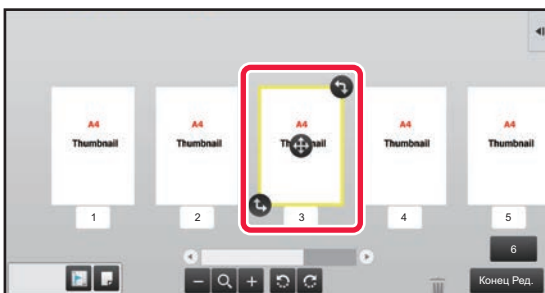 A4 A4 A4 A4 A4
Thumbnail Thumbnail Thumbnail Thumbnail
1 2 3 4 5
6
Конец Ред.